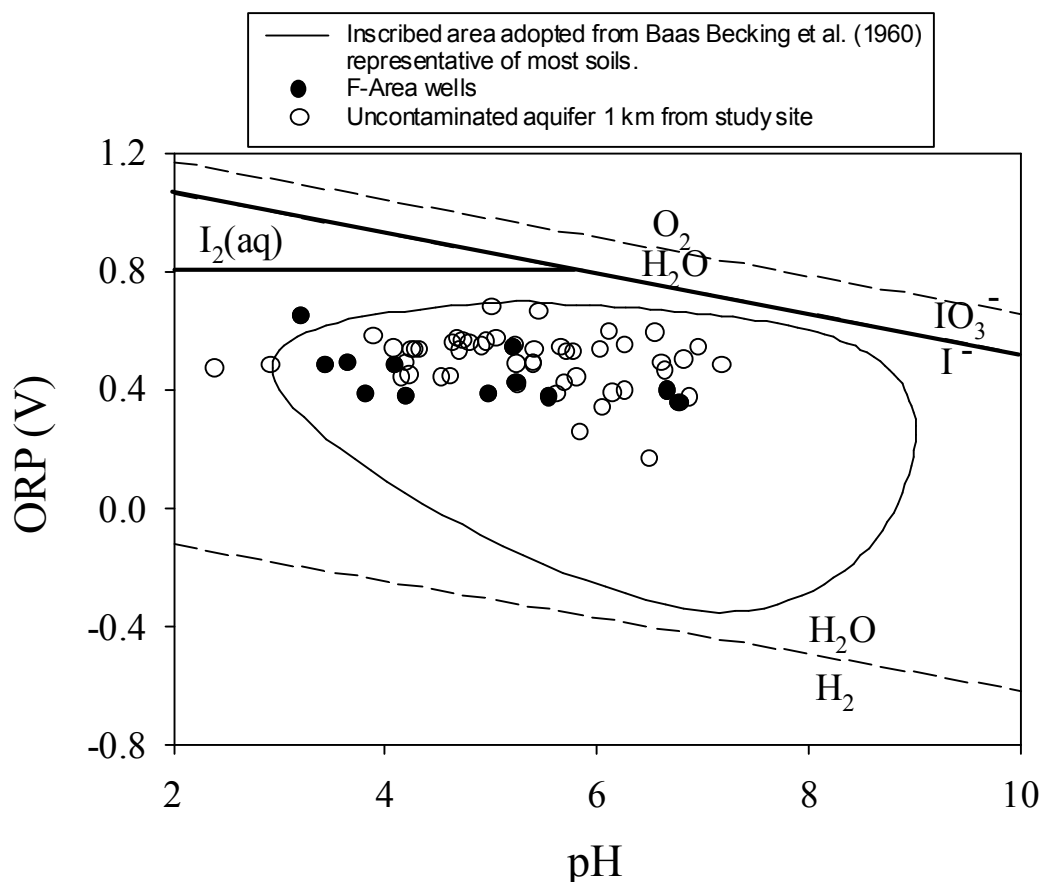 Inscribed area adopted from Baas Becking et al. (1960)
representative of most soils.
F-Area wells
Uncontaminated aquifer 1 km from study site
1.2
0.8
0.4
0.0
-0.4
-0.8
ORP (V)
I₂(aq)
O₂
H₂O
IO₃⁻
I⁻
H₂O
H₂
2
4
6
8
10
pH